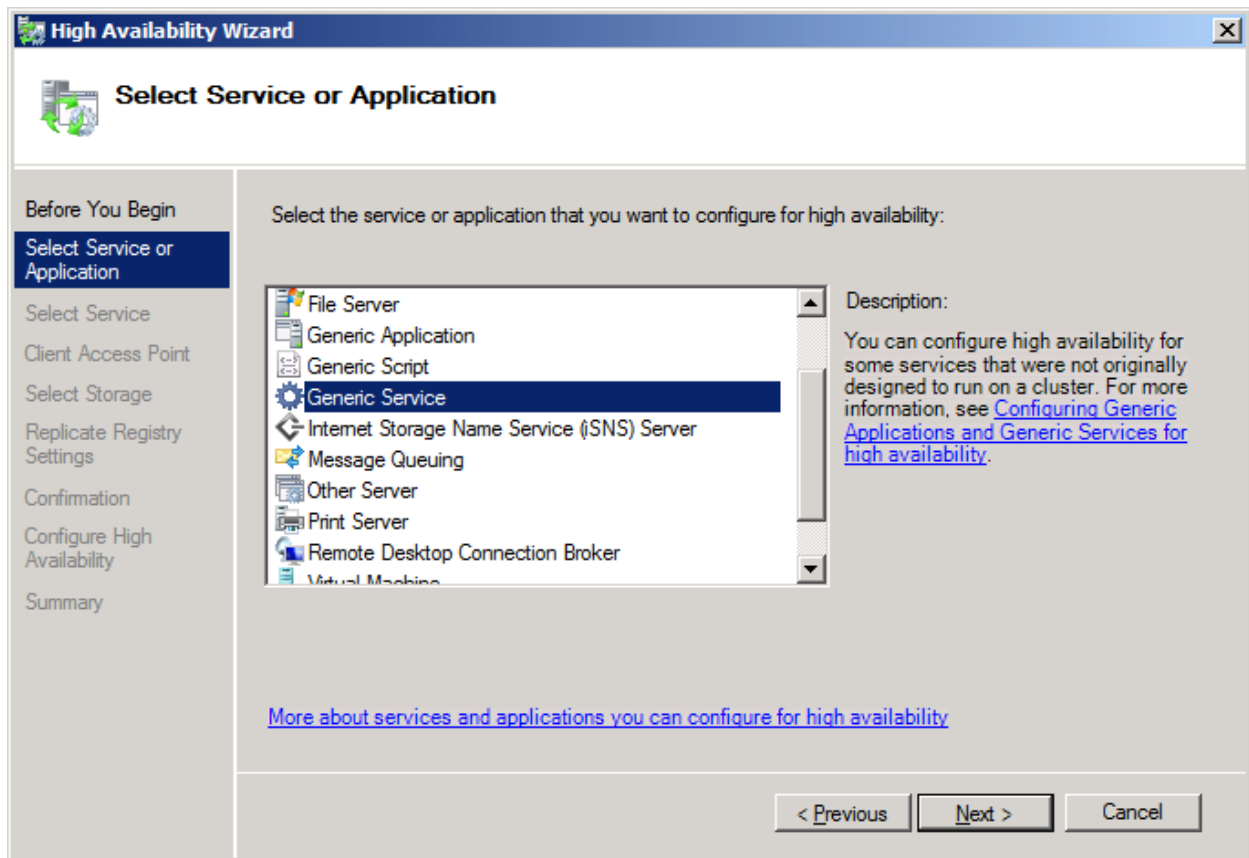 High Availability Wizard
Select Service or Application
Before You Begin
Select Service or
Application
Select Service
Client Access Point
Select Storage
Replicate Registry
Settings
Confirmation
Configure High
Availability
Summary
Select the service or application that you want to configure for high availability:
File Server
Generic Application
Generic Script
Generic Service
Internet Storage Name Service (iSNS) Server
Message Queuing
Other Server
Print Server
Remote Desktop Connection Broker
Virtual Machine
Description:
You can configure high availability for
some services that were not originally
designed to run on a cluster. For more
information, see Configuring Generic
Applications and Generic Services for
high availability.
More about services and applications you can configure for high availability
< Previous
Next >
Cancel